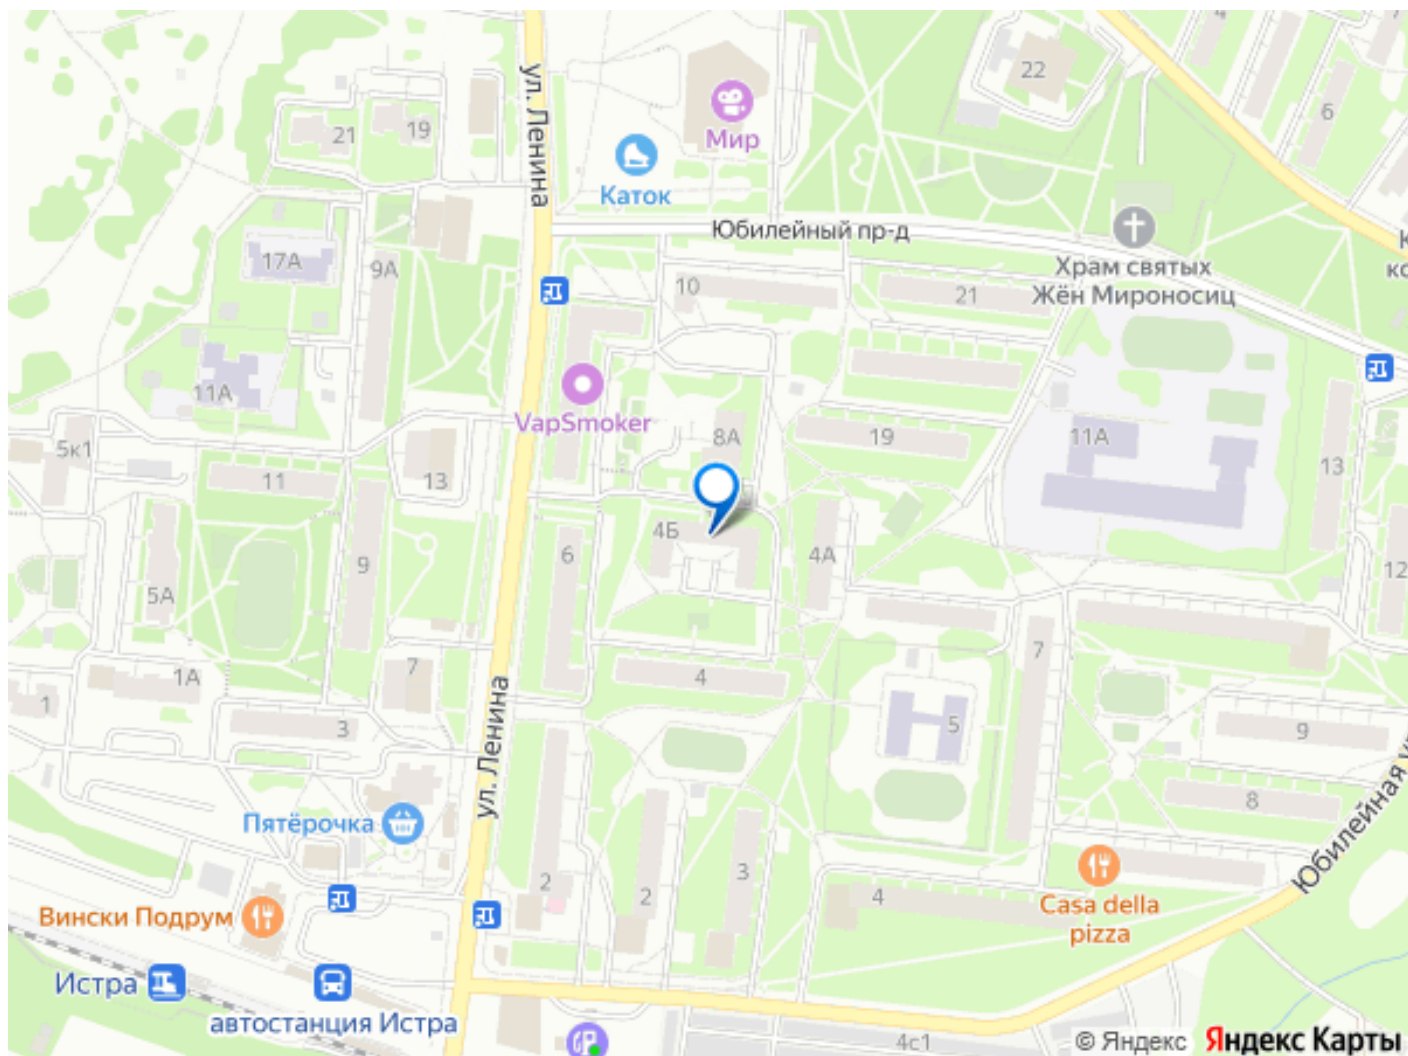 4
22
6
ул. Ленина
21
19
Мир
Каток
Юбилейный пр-д
Храм святых
Жён Мироносиц
К
кс
17А
9А
10
21
11А
VapSmoker
8А
19
11А
5к1
13
11
13
4Б
6
4А
9
5А
12
7
1А
7
4
1
3
ул. Ленина
5
9
8
Юбилейная у
Пятёрочка
2
2
3
4
Casa della
pizza
Вински Подрум
Истра
автостанция Истра
4с1
© Яндекс Яндекс Карты